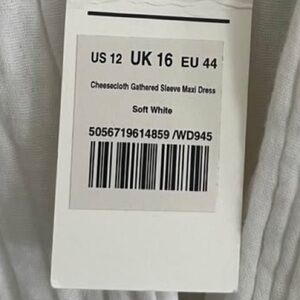 US 12 UK 16 EU 44
Cheesecloth Gathered Sleeve Maxi Dress
Soft White
5056719614859 /WD945